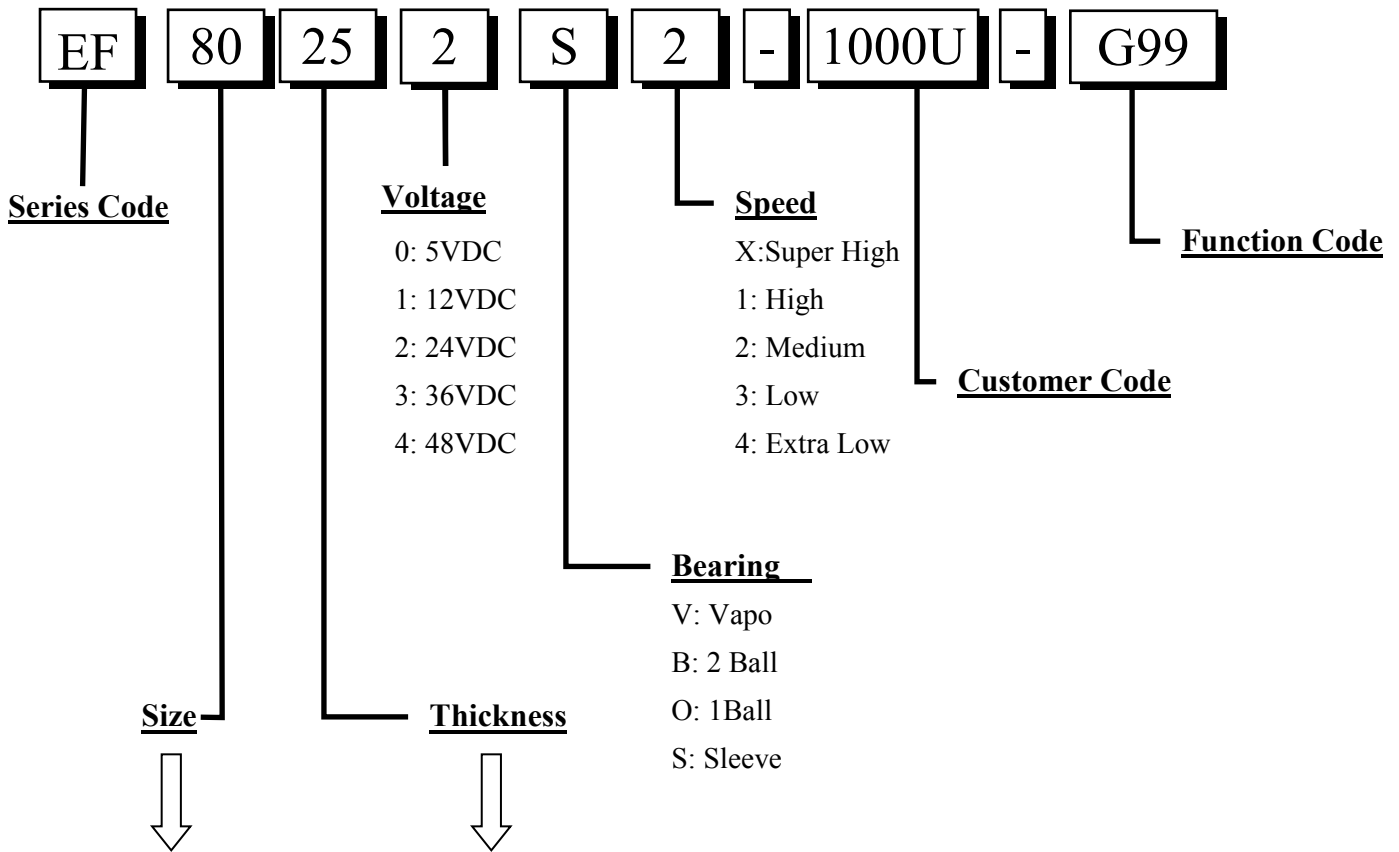 EF 80 25 2 S 2 - 1000U - G99
Series Code
Voltage
0: 5VDC
1: 12VDC
2: 24VDC
3: 36VDC
4: 48VDC
Speed
X:Super High
1: High
2: Medium
3: Low
4: Extra Low
Function Code
Customer Code
Bearing
V: Vapo
B: 2 Ball
O: 1Ball
S: Sleeve
Size
Thickness